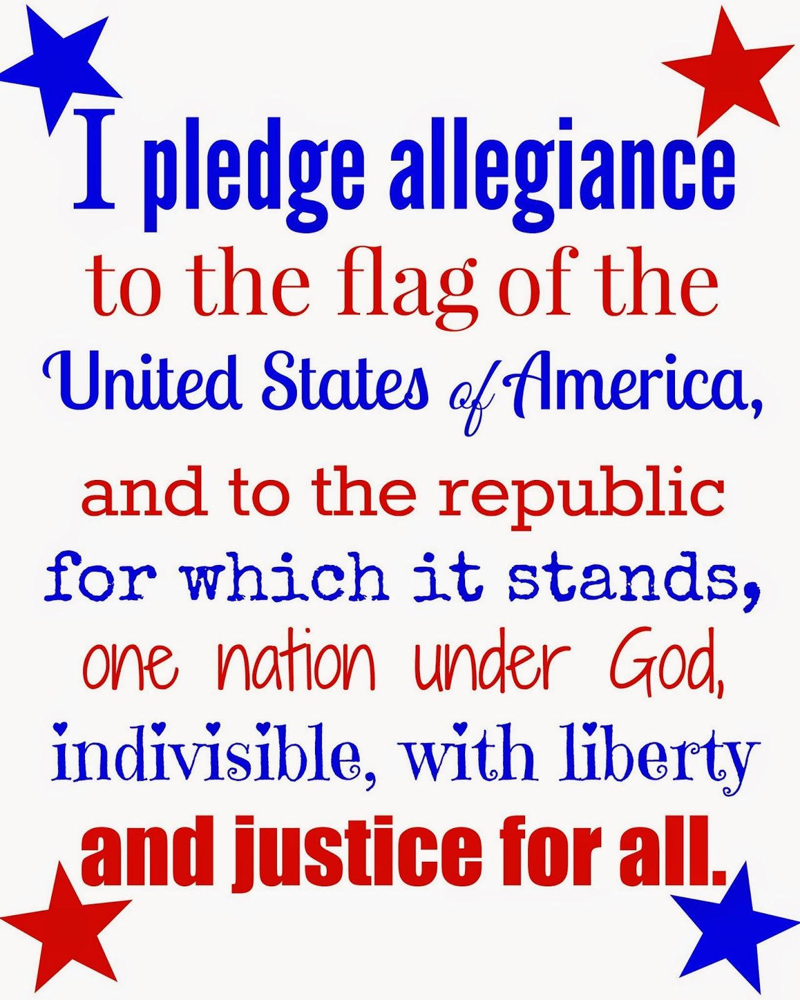 I pledge allegiance
to the flag of the
United States of America,
and to the republic
for which it stands,
one nation under God,
indivisible, with liberty
and justice for all.